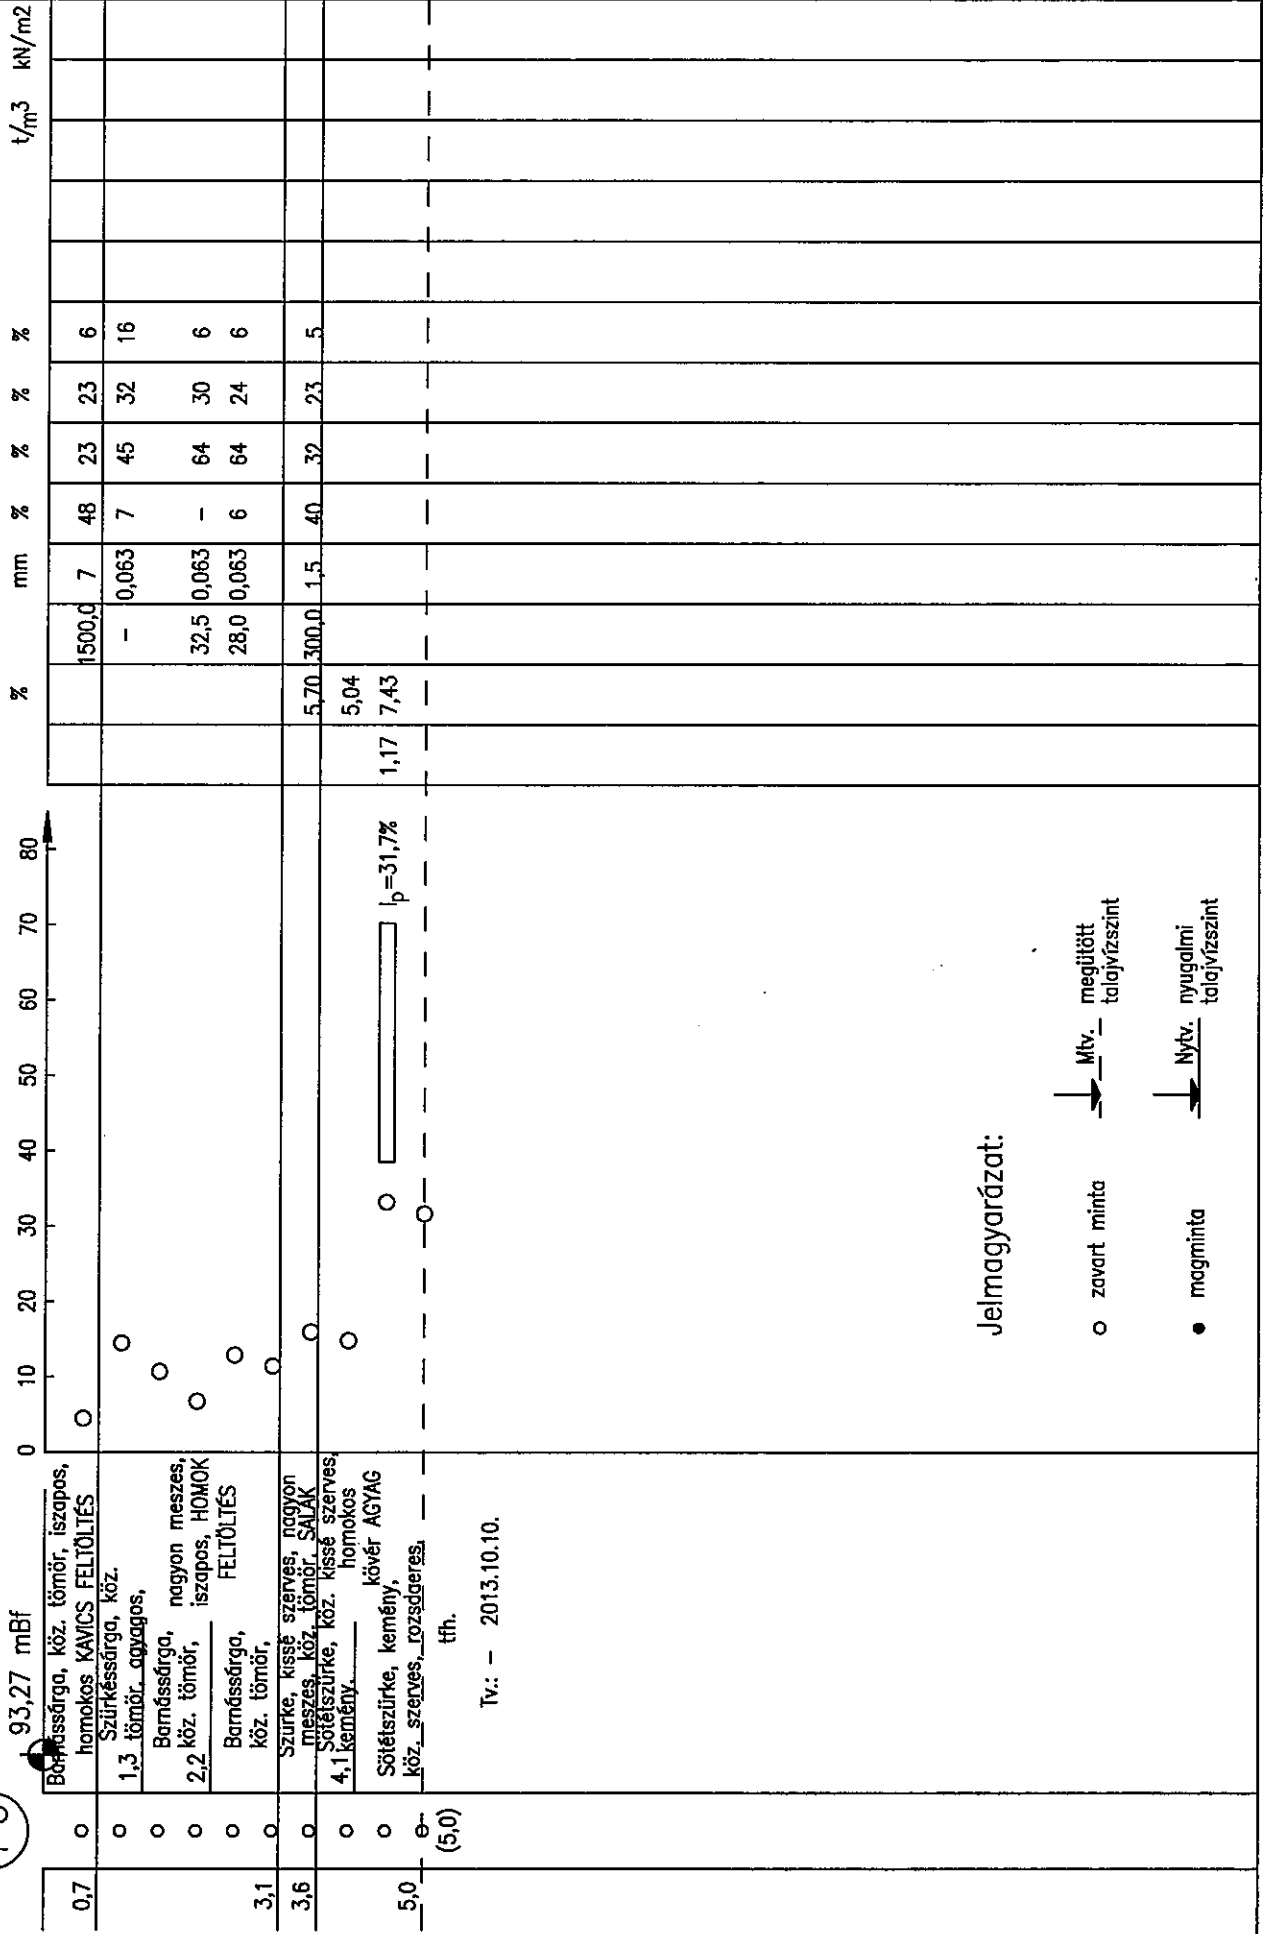 93,27 mBf
0 10 20 30 40 50 60 70 80
% mm % % % % t/m3 kN/m2
0,7
Barnássárga, köz. tömör, iszapos,
homokos KAVICS FELTÖLTÉS
1500,0 7 48 23 23 6
Szürkéssárga, köz.
1,3 tömör, agyagos,
- 0,063 7 45 32 16
Barnássárga, nagyon meszes,
2,2 köz. tömör, iszapos, HOMOK
32,5 0,063 - 64 30 6
FELTÖLTÉS
Barnássárga,
28,0 0,063 6 64 24 6
köz. tömör,
3,1
Szürke, kissé szerves, nagyon
meszes, köz. tömör, SALAK
3,6
5,70 300,0 1,5 40 32 23 5
Sötétszürke, köz. kissé szerves,
4,1 kemény, homokos
5,04
kövér AGYAG
Sötétszürke, kemény,
Ip=31,7% 1,17 7,43
köz. szerves, rozsdaeres,
5,0
(5,0)
tfh.
Tv.: - 2013.10.10.
Jelmagyarázat:
zavart minta
Mtv. megütött
talajvízszint
magminta
Nytv. nyugalmi
talajvízszint